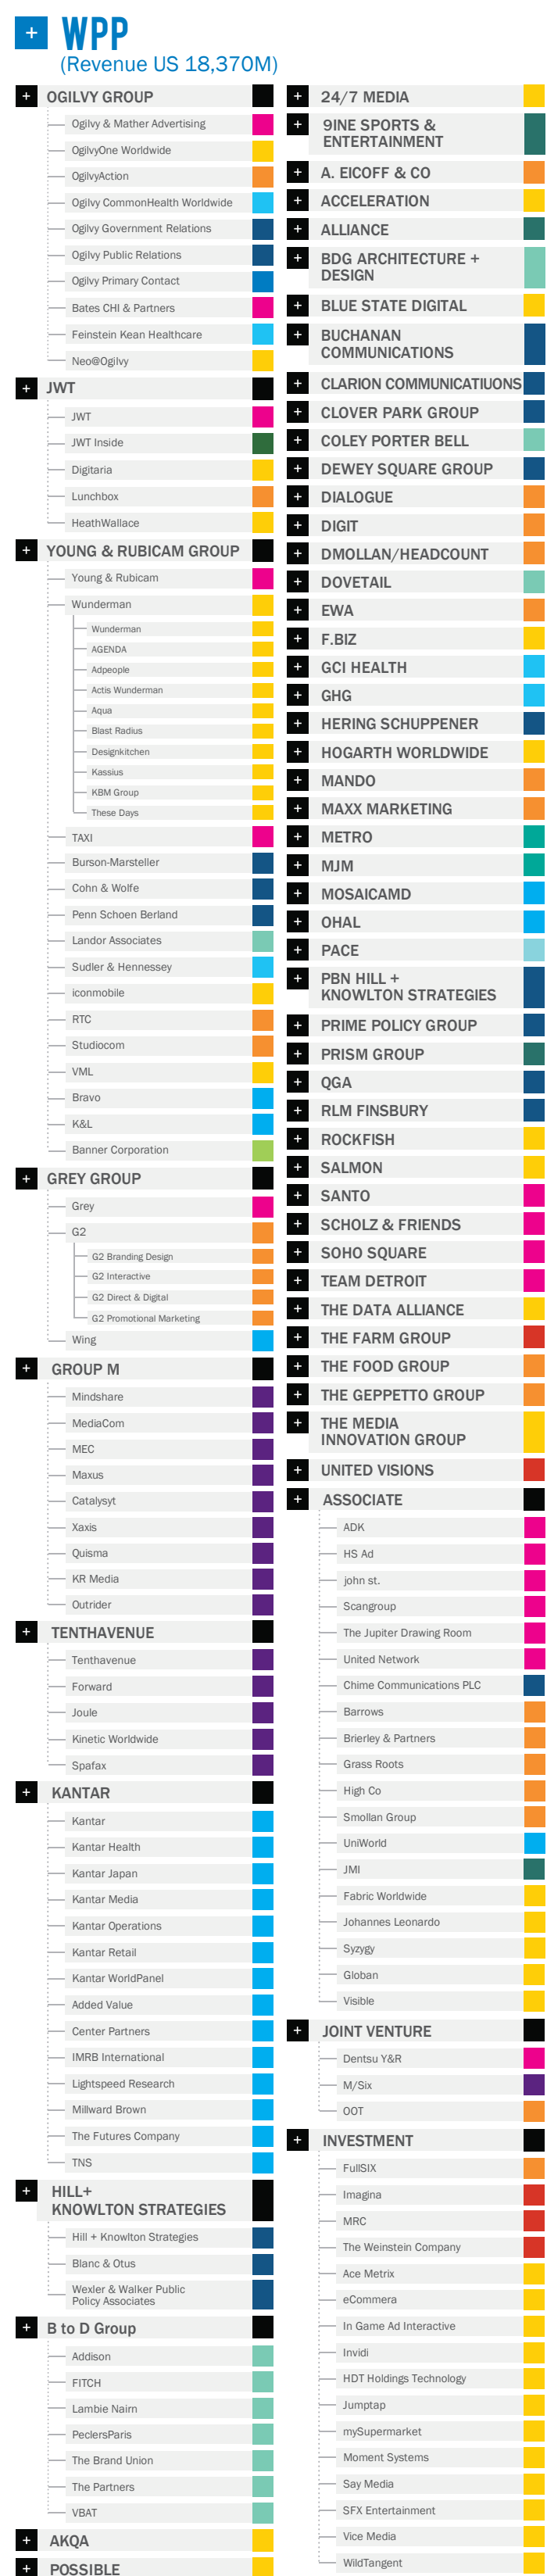 + WPP
(Revenue US 18,370M)
+ OGILVY GROUP
Ogilvy & Mather Advertising
OgilvyOne Worldwide
OgilvyAction
Ogilvy CommonHealth Worldwide
Ogilvy Government Relations
Ogilvy Public Relations
Ogilvy Primary Contact
Bates CHI & Partners
Feinstein Kean Healthcare
Neo@Ogilvy
+ JWT
JWT
JWT Inside
Digitaria
Lunchbox
HeathWallace
+ YOUNG & RUBICAM GROUP
Young & Rubicam
Wunderman
Wunderman
AGENDA
Adpeople
Actis Wunderman
Aqua
Blast Radius
Designkitchen
Kassius
KBM Group
These Days
TAXI
Burson-Marsteller
Cohn & Wolfe
Penn Schoen Berland
Landor Associates
Sudler & Hennessey
iconmobile
RTC
Studiocom
VML
Bravo
K&L
Banner Corporation
+ GREY GROUP
Grey
G2
G2 Branding Design
G2 Interactive
G2 Direct & Digital
G2 Promotional Marketing
Wing
+ GROUP M
Mindshare
MediaCom
MEC
Maxus
Catalysyt
Xaxis
Quisma
KR Media
Outrider
+ TENTHAVENUE
Tenthavenue
Forward
Joule
Kinetic Worldwide
Spafax
+ KANTAR
Kantar
Kantar Health
Kantar Japan
Kantar Media
Kantar Operations
Kantar Retail
Kantar WorldPanel
Added Value
Center Partners
IMRB International
Lightspeed Research
Millward Brown
The Futures Company
TNS
+ HILL+
KNOWLTON STRATEGIES
Hill + Knowlton Strategies
Blanc & Otus
Wexler & Walker Public
Policy Associates
+ B to D Group
Addison
FITCH
Lambie Nairn
PeclersParis
The Brand Union
The Partners
VBAT
+ AKQA
+ POSSIBLE
+ 24/7 MEDIA
+ 9INE SPORTS &
ENTERTAINMENT
+ A. EICOFF & CO
+ ACCELERATION
+ ALLIANCE
+ BDG ARCHITECTURE +
DESIGN
+ BLUE STATE DIGITAL
+ BUCHANAN
COMMUNICATIONS
+ CLARION COMMUNICATIUONS
+ CLOVER PARK GROUP
+ COLEY PORTER BELL
+ DEWEY SQUARE GROUP
+ DIALOGUE
+ DIGIT
+ DMOLLAN/HEADCOUNT
+ DOVETAIL
+ EWA
+ F.BIZ
+ GCI HEALTH
+ GHG
+ HERING SCHUPPENER
+ HOGARTH WORLDWIDE
+ MANDO
+ MAXX MARKETING
+ METRO
+ MJM
+ MOSAICAMD
+ OHAL
+ PACE
+ PBN HILL +
KNOWLTON STRATEGIES
+ PRIME POLICY GROUP
+ PRISM GROUP
+ QGA
+ RLM FINSBURY
+ ROCKFISH
+ SALMON
+ SANTO
+ SCHOLZ & FRIENDS
+ SOHO SQUARE
+ TEAM DETROIT
+ THE DATA ALLIANCE
+ THE FARM GROUP
+ THE FOOD GROUP
+ THE GEPPETTO GROUP
+ THE MEDIA
INNOVATION GROUP
+ UNITED VISIONS
+ ASSOCIATE
ADK
HS Ad
john st.
Scangroup
The Jupiter Drawing Room
United Network
Chime Communications PLC
Barrows
Brierley & Partners
Grass Roots
High Co
Smollan Group
UniWorld
JMI
Fabric Worldwide
Johannes Leonardo
Syzygy
Globan
Visible
+ JOINT VENTURE
Dentsu Y&R
M/Six
OOT
+ INVESTMENT
FullSIX
Imagina
MRC
The Weinstein Company
Ace Metrix
eCommera
In Game Ad Interactive
Invidi
HDT Holdings Technology
Jumptap
mySupermarket
Moment Systems
Say Media
SFX Entertainment
Vice Media
WildTangent